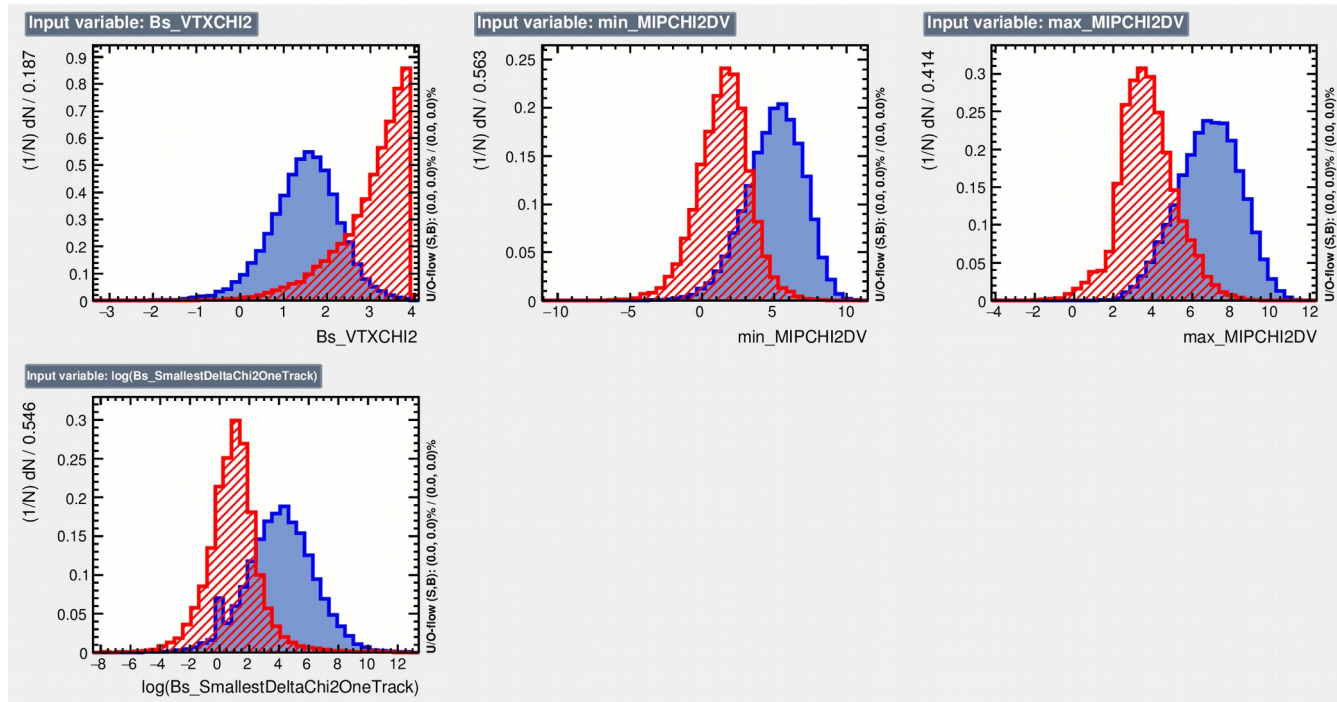 Input variable: Bs_VTXCHI2
(1/N) dN / 0.187
0.9
0.8
0.7
0.6
0.5
0.4
0.3
0.2
0.1
0
−3 −2 −1 0 1 2 3 4
Bs_VTXCHI2
U/O-flow (S,B): (0.0, 0.0)% / (0.0, 0.0)%
Input variable: min_MIPCHI2DV
(1/N) dN / 0.563
0.25
0.2
0.15
0.1
0.05
0
−10 −5 0 5 10
min_MIPCHI2DV
U/O-flow (S,B): (0.0, 0.0)% / (0.0, 0.0)%
Input variable: max_MIPCHI2DV
(1/N) dN / 0.414
0.3
0.25
0.2
0.15
0.1
0.05
0
−4 −2 0 2 4 6 8 10 12
max_MIPCHI2DV
U/O-flow (S,B): (0.0, 0.0)% / (0.0, 0.0)%
Input variable: log(Bs_SmallestDeltaChi2OneTrack)
(1/N) dN / 0.546
0.3
0.25
0.2
0.15
0.1
0.05
0
−8 −6 −4 −2 0 2 4 6 8 10 12
log(Bs_SmallestDeltaChi2OneTrack)
U/O-flow (S,B): (0.0, 0.0)% / (0.0, 0.0)%